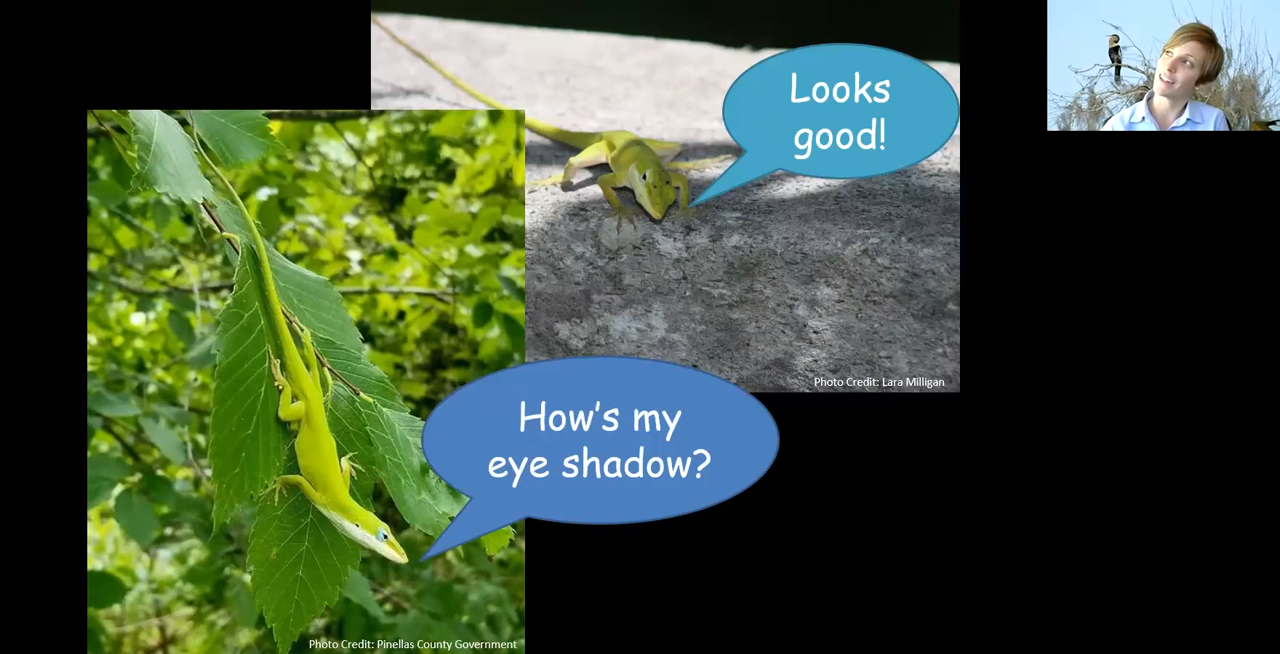 Looks
good!
Photo Credit: Lara Milligan
How's my
eye shadow?
Photo Credit: Pinellas County Government